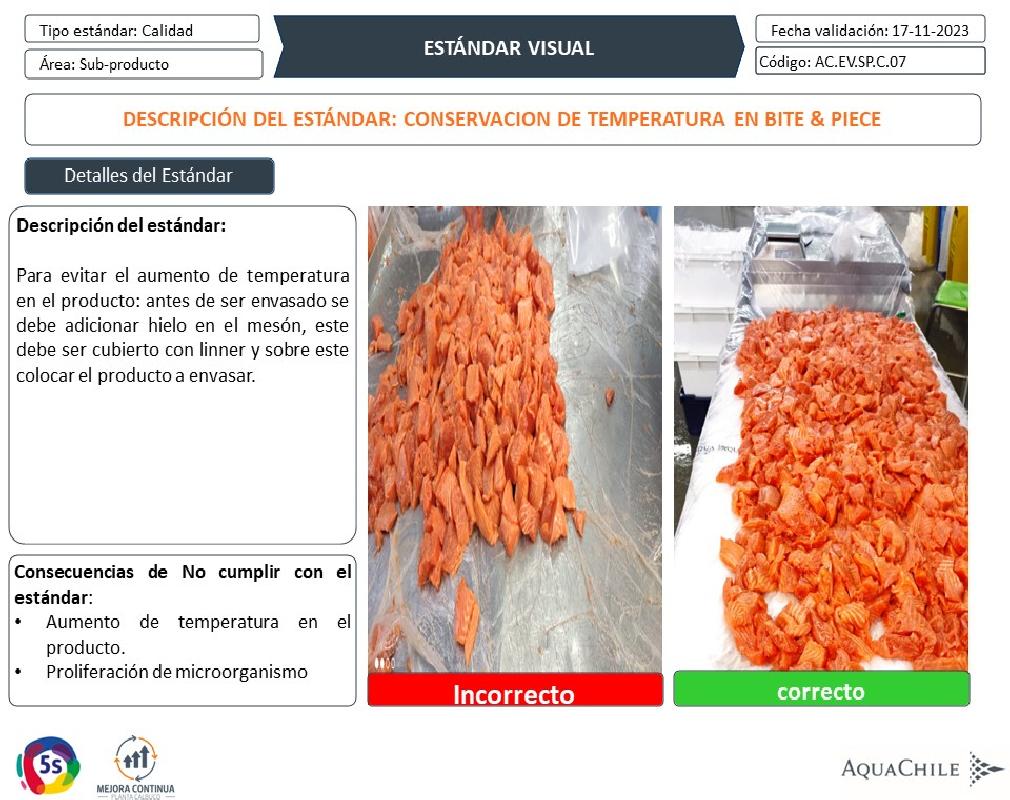 Tipo estándar: Calidad
Área: Sub-producto
ESTÁNDAR VISUAL
Fecha validación: 17-11-2023
Código: AC.EV.SP.C.07
DESCRIPCIÓN DEL ESTÁNDAR: CONSERVACION DE TEMPERATURA EN BITE & PIECE
Detalles del Estándar
Descripción del estándar:
Para evitar el aumento de temperatura
en el producto: antes de ser envasado se
debe adicionar hielo en el mesón, este
debe ser cubierto con linner y sobre este
colocar el producto a envasar.
Consecuencias de No cumplir con el
estándar:
• Aumento de temperatura en el
producto.
• Proliferación de microorganismo
Incorrecto
correcto
5s
MEJORA CONTINUA
PLANTA CALBUCO
AQUACHILE